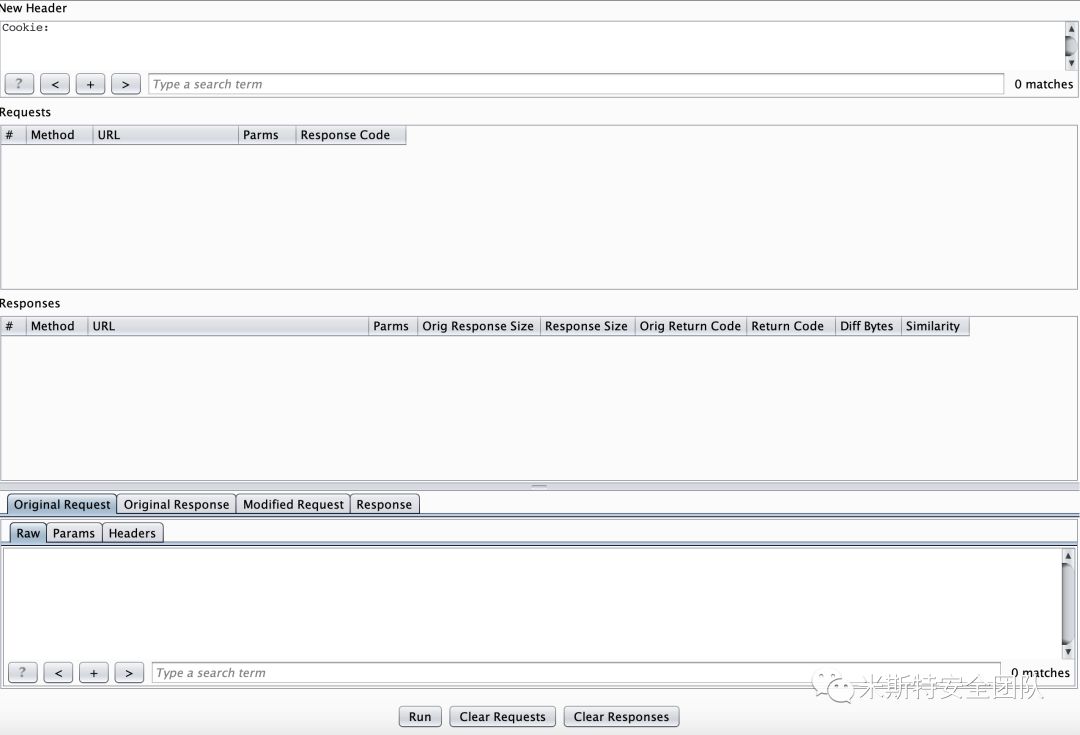 New Header
Cookie:
? < + > Type a search term 0 matches
Requests
# Method URL Parms Response Code
Responses
# Method URL Parms Orig Response Size Response Size Orig Return Code Return Code Diff Bytes Similarity
Original Request Original Response Modified Request Response
Raw Params Headers
? < + > Type a search term 0 matches
米斯特安全团队
Run Clear Requests Clear Responses